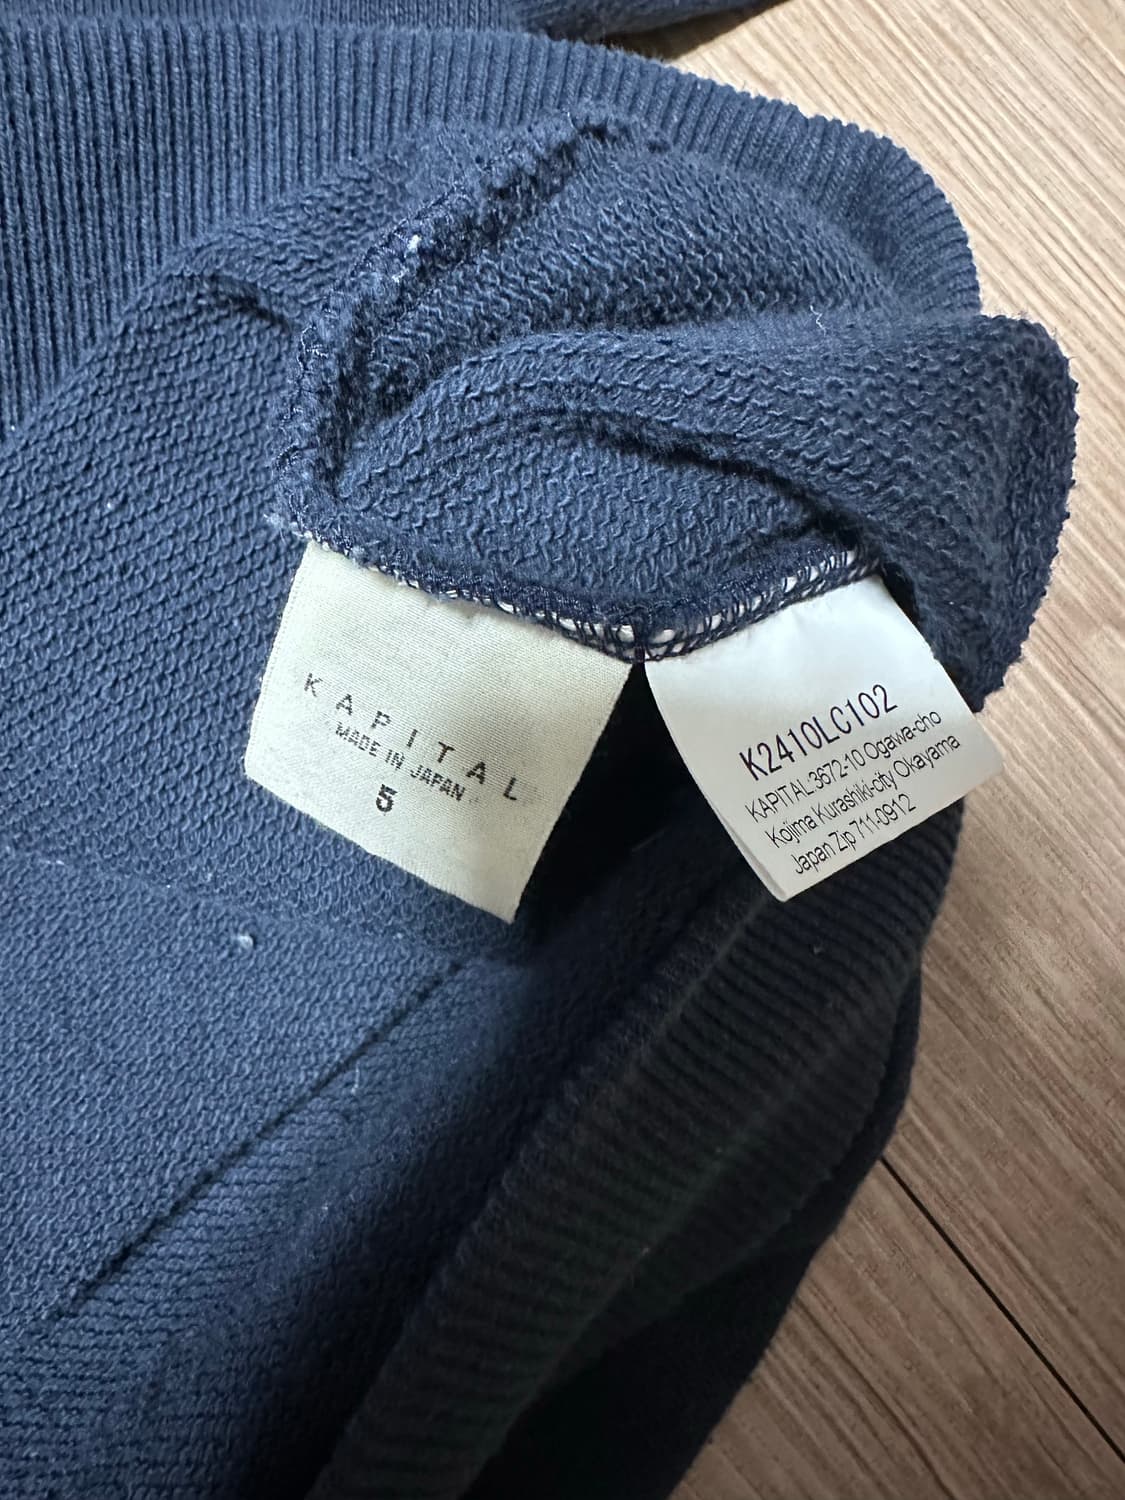 KAPITAL
MADE IN JAPAN
5
K2410LC102
KAPITAL:3672-10 Ogawa-cho
Kojima Kurashiki-city Okayama
Japan Zip 711-0912